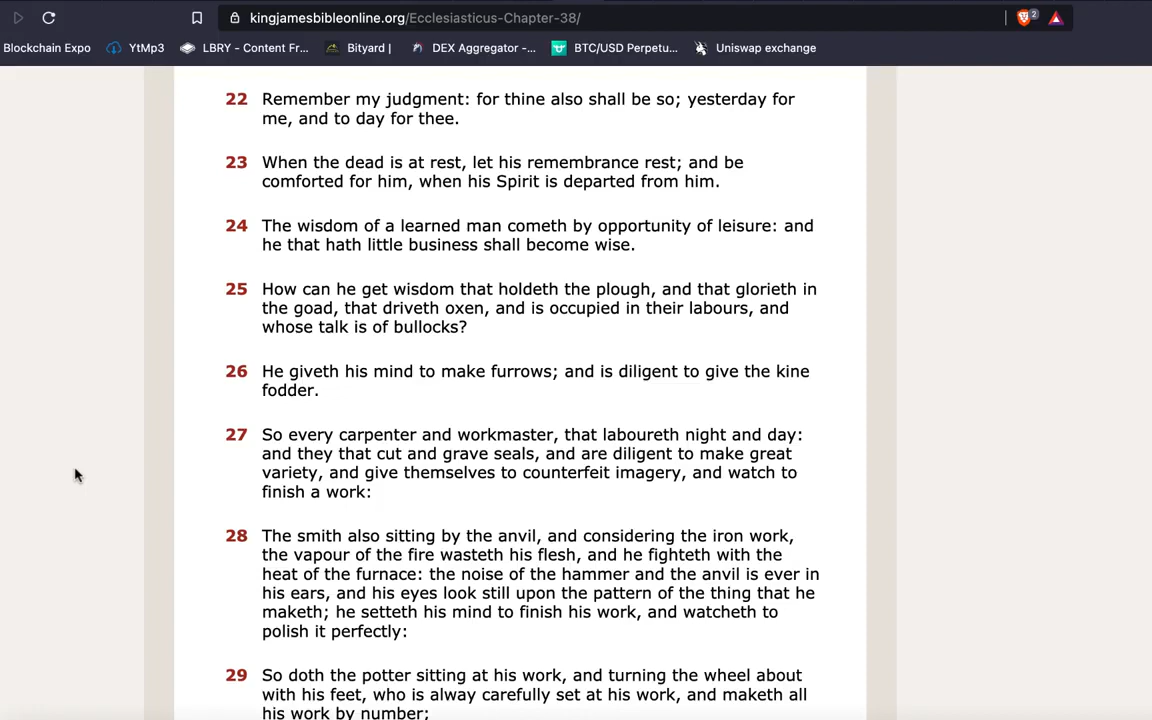 kingjamesbibleonline.org/Ecclesiasticus-Chapter-38/
2
Blockchain Expo YtMp3 LBRY - Content Fr... Bityard | DEX Aggregator -... BTC/USD Perpetu... Uniswap exchange
22 Remember my judgment: for thine also shall be so; yesterday for
me, and to day for thee.
23 When the dead is at rest, let his remembrance rest; and be
comforted for him, when his Spirit is departed from him.
24 The wisdom of a learned man cometh by opportunity of leisure: and
he that hath little business shall become wise.
25 How can he get wisdom that holdeth the plough, and that glorieth in
the goad, that driveth oxen, and is occupied in their labours, and
whose talk is of bullocks?
26 He giveth his mind to make furrows; and is diligent to give the kine
fodder.
27 So every carpenter and workmaster, that laboureth night and day:
and they that cut and grave seals, and are diligent to make great
variety, and give themselves to counterfeit imagery, and watch to
finish a work:
28 The smith also sitting by the anvil, and considering the iron work,
the vapour of the fire wasteth his flesh, and he fighteth with the
heat of the furnace: the noise of the hammer and the anvil is ever in
his ears, and his eyes look still upon the pattern of the thing that he
maketh; he setteth his mind to finish his work, and watcheth to
polish it perfectly:
29 So doth the potter sitting at his work, and turning the wheel about
with his feet, who is alway carefully set at his work, and maketh all
his work by number;